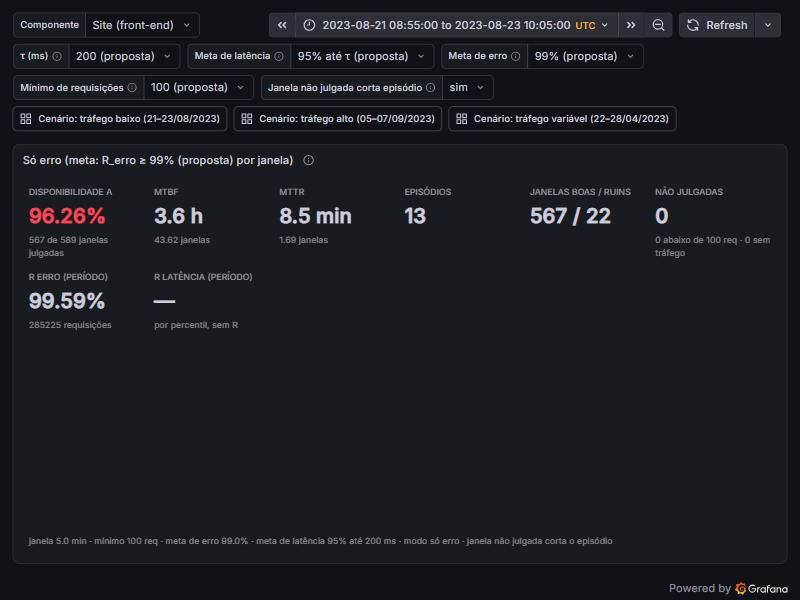 Componente Site (front-end) 2023-08-21 08:55:00 to 2023-08-23 10:05:00 UTC Refresh
τ (ms) 200 (proposta) Meta de latência 95% até τ (proposta) Meta de erro 99% (proposta)
Mínimo de requisições 100 (proposta) Janela não julgada corta episódio sim
Cenário: tráfego baixo (21–23/08/2023) Cenário: tráfego alto (05–07/09/2023) Cenário: tráfego variável (22–28/04/2023)
Só erro (meta: R_erro ≥ 99% (proposta) por janela)
DISPONIBILIDADE A MTBF MTTR EPISÓDIOS JANELAS BOAS / RUINS NÃO JULGADAS
96.26% 3.6 h 8.5 min 13 567 / 22 0
567 de 589 janelas julgadas 43.62 janelas 1.69 janelas 0 abaixo de 100 req · 0 sem tráfego
R ERRO (PERÍODO) R LATÊNCIA (PERÍODO)
99.59% —
285225 requisições por percentil, sem R
janela 5.0 min · mínimo 100 req · meta de erro 99.0% · meta de latência 95% até 200 ms · modo só erro · janela não julgada corta o episódio
Powered by Grafana